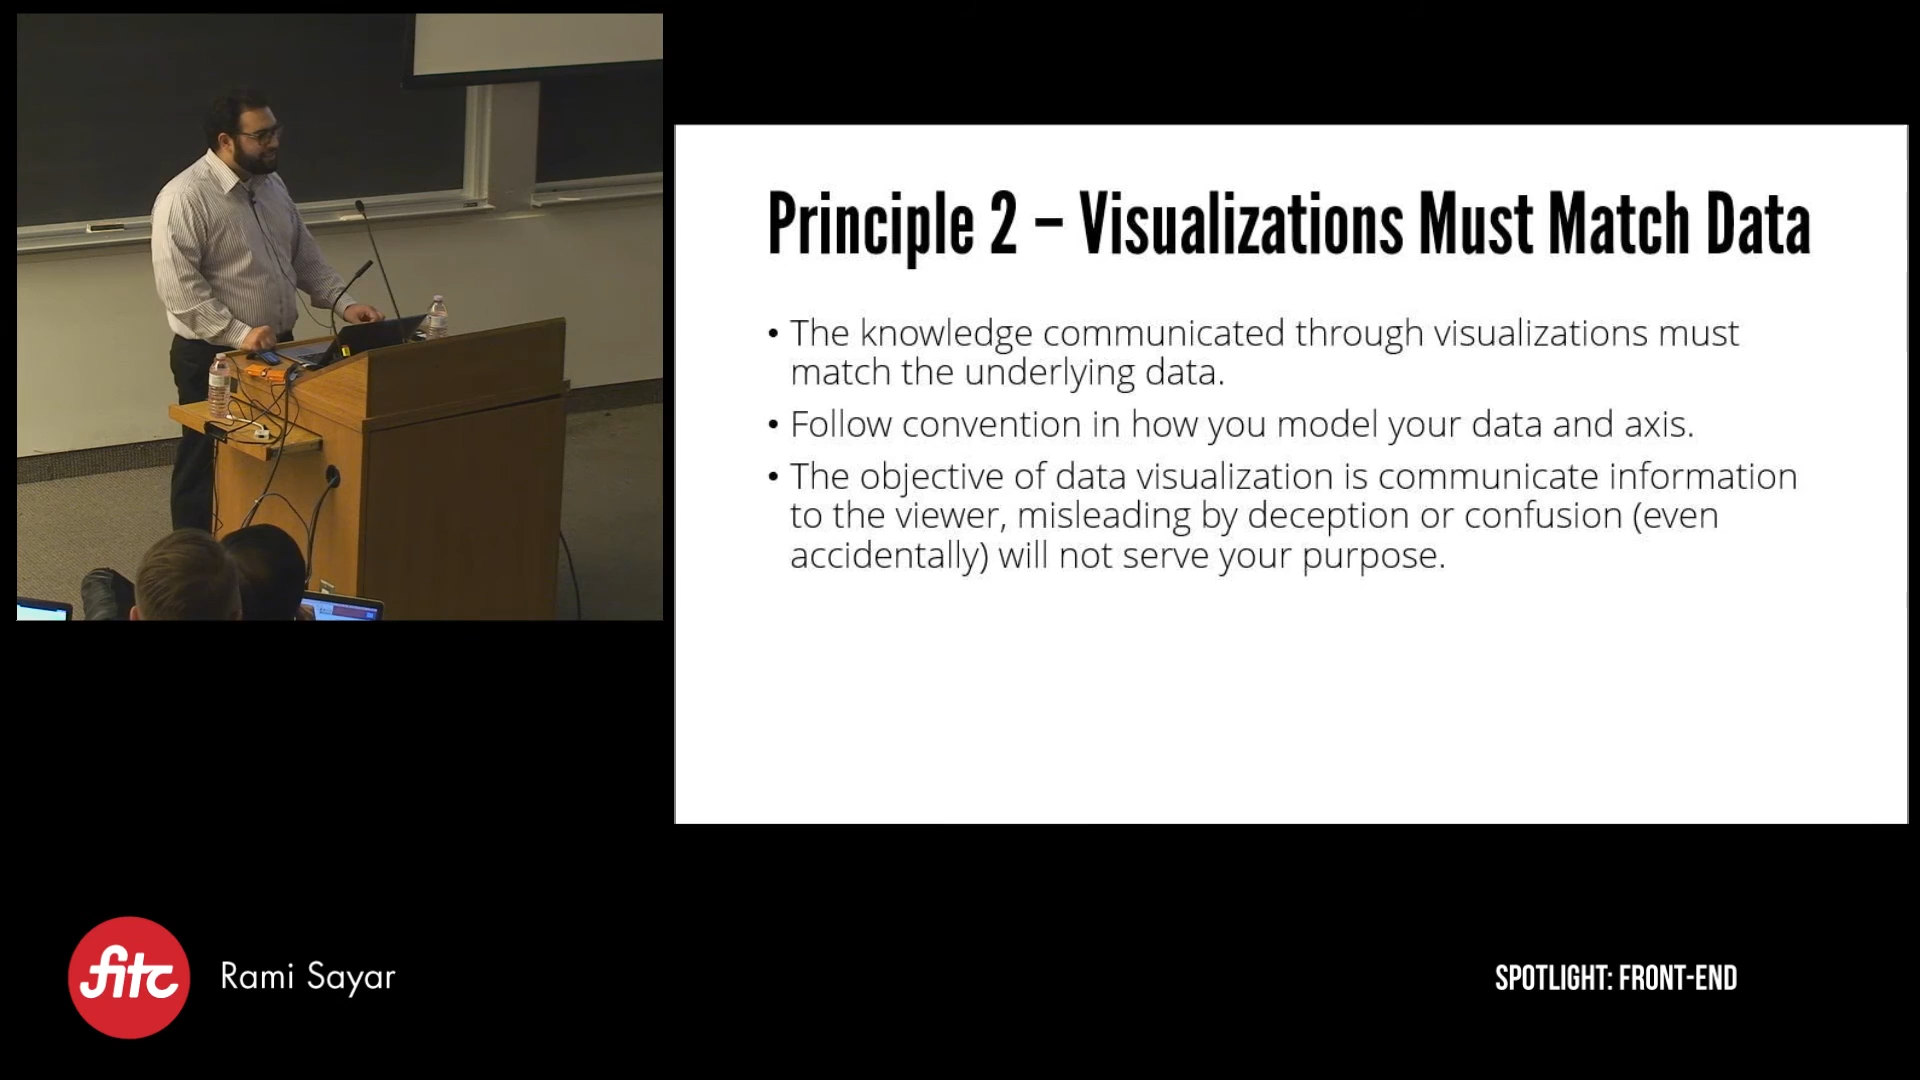 Principle 2 – Visualizations Must Match Data
• The knowledge communicated through visualizations must
match the underlying data.
• Follow convention in how you model your data and axis.
• The objective of data visualization is communicate information
to the viewer, misleading by deception or confusion (even
accidentally) will not serve your purpose.
fitc
Rami Sayar
SPOTLIGHT: FRONT-END